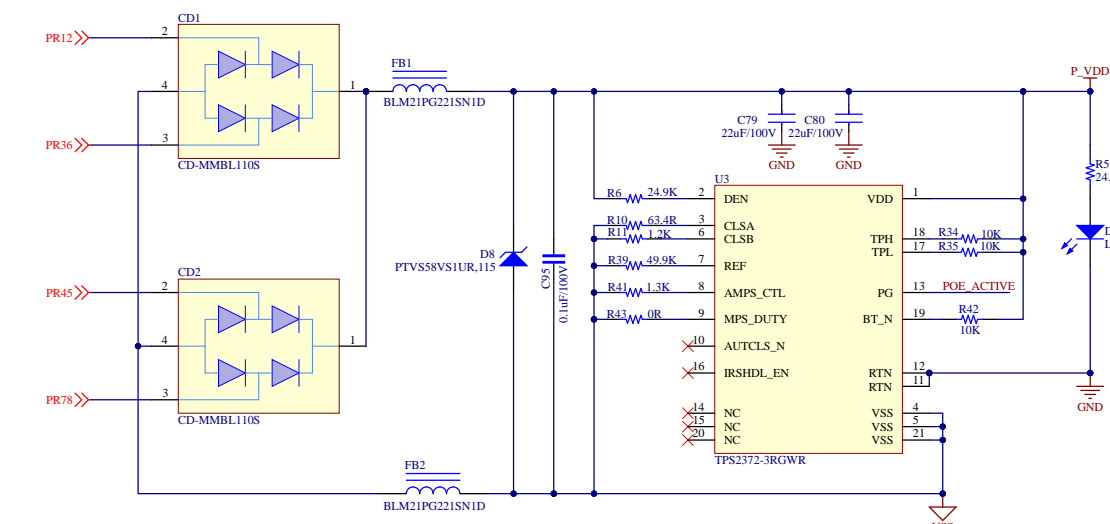 CD1
PR12
2
4
1
PR36
3
CD-MMBL110S
FB1
BLM21PG221SN1D
P_VDD
C79
22uF/100V
C80
22uF/100V
GND
GND
CD2
PR45
2
4
1
PR78
3
CD-MMBL110S
FB2
BLM21PG221SN1D
D8
PTVS58VS1UR,115
C95
0.1uF/100V
R6 24.9K
R10 63.4R
R11 1.2K
R39 49.9K
R41 1.3K
R43 0R
U3
2 DEN
3 CLSA
6 CLSB
7 REF
8 AMPS_CTL
9 MPS_DUTY
10 AUTCLS_N
16 IRSHDL_EN
14 NC
15 NC
20 NC
VDD 1
TPH 18
TPL 17
PG 13
BT_N 19
RTN 12
RTN 11
VSS 4
VSS 5
VSS 21
TPS2372-3RGWR
R34 10K
R35 10K
POE_ACTIVE
R42
10K
R5
24.
D
L
GND